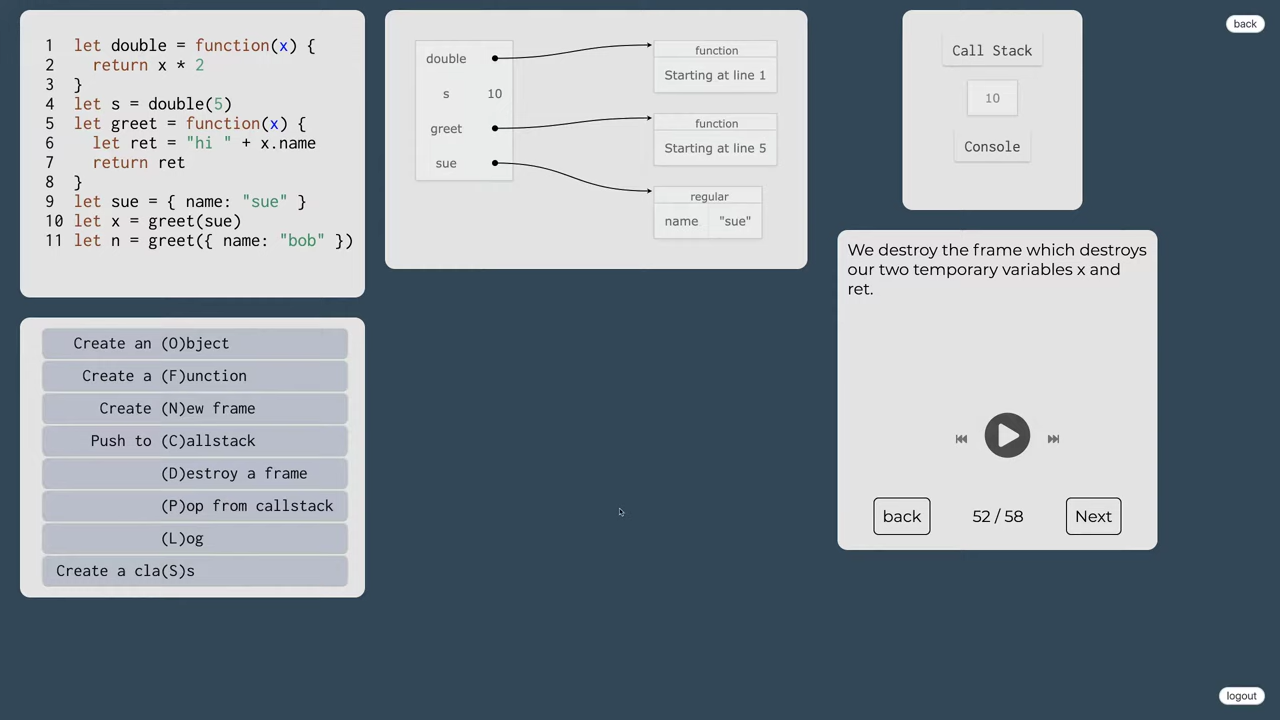 back
1 let double = function(x) {
2 return x * 2
3 }
4 let s = double(5)
5 let greet = function(x) {
6 let ret = "hi " + x.name
7 return ret
8 }
9 let sue = { name: "sue" }
10 let x = greet(sue)
11 let n = greet({ name: "bob" })
double
s 10
greet
sue
function
Starting at line 1
function
Starting at line 5
regular
name "sue"
Call Stack
10
Console
We destroy the frame which destroys
our two temporary variables x and
ret.
back 52 / 58 Next
Create an (O)bject
Create a (F)unction
Create (N)ew frame
Push to (C)allstack
(D)estroy a frame
(P)op from callstack
(L)og
Create a cla(S)s
logout